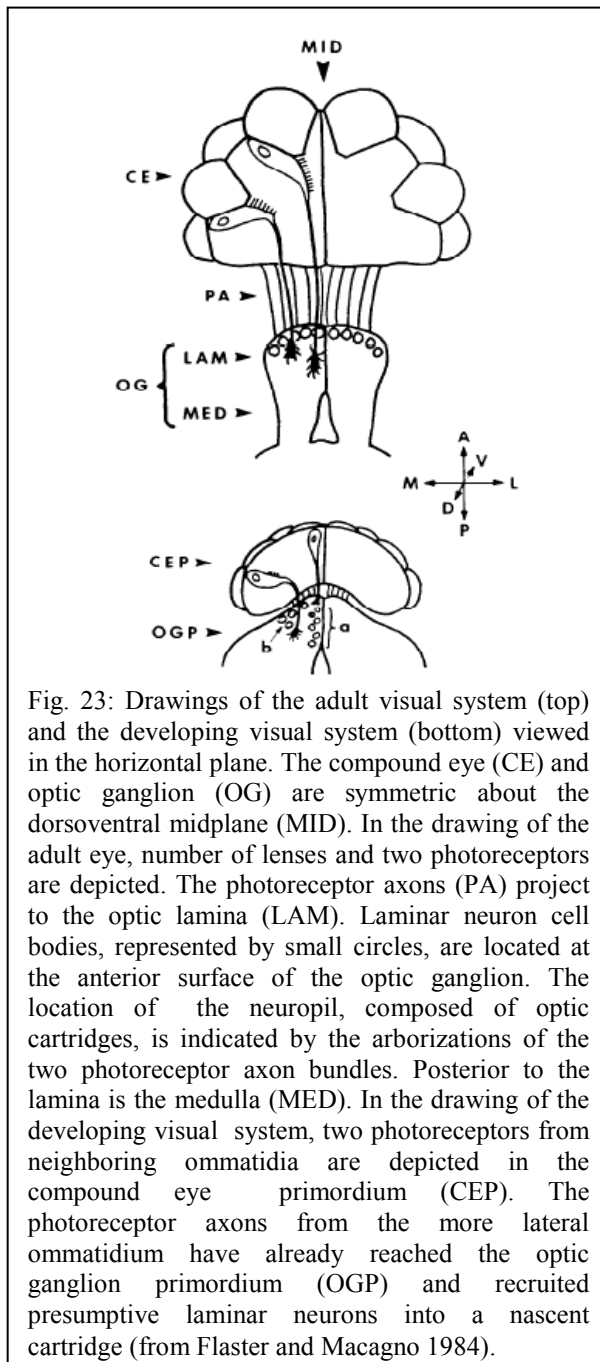 MID
CE
PA
LAM
OG
MED
A
V
M
L
D
P
CEP
OGP
a
b
Fig. 23: Drawings of the adult visual system (top)
and the developing visual system (bottom) viewed
in the horizontal plane. The compound eye (CE) and
optic ganglion (OG) are symmetric about the
dorsoventral midplane (MID). In the drawing of the
adult eye, number of lenses and two photoreceptors
are depicted. The photoreceptor axons (PA) project
to the optic lamina (LAM). Laminar neuron cell
bodies, represented by small circles, are located at
the anterior surface of the optic ganglion. The
location of the neuropil, composed of optic
cartridges, is indicated by the arborizations of the
two photoreceptor axon bundles. Posterior to the
lamina is the medulla (MED). In the drawing of the
developing visual system, two photoreceptors from
neighboring ommatidia are depicted in the
compound eye primordium (CEP). The
photoreceptor axons from the more lateral
ommatidium have already reached the optic
ganglion primordium (OGP) and recruited
presumptive laminar neurons into a nascent
cartridge (from Flaster and Macagno 1984).